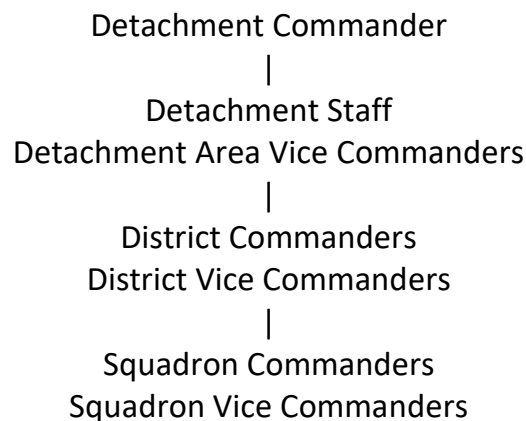 Detachment Commander
|
Detachment Staff
Detachment Area Vice Commanders
|
District Commanders
District Vice Commanders
|
Squadron Commanders
Squadron Vice Commanders